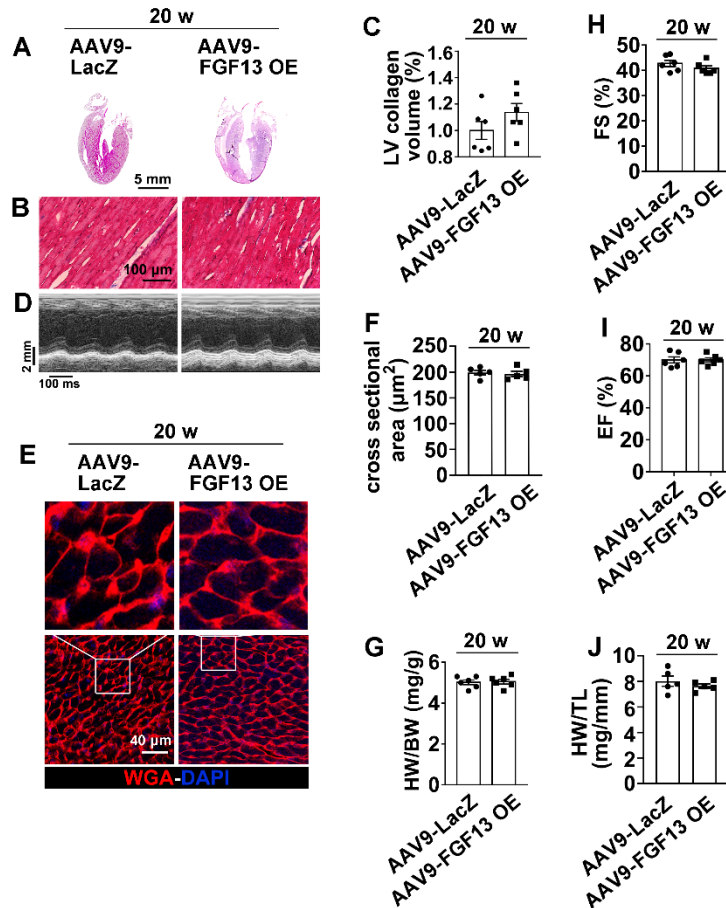 20 w
A
AAV9-
LacZ
AAV9-
FGF13 OE
5 mm
B
100 µm
D
2 mm
100 ms
20 w
E
AAV9-
LacZ
AAV9-
FGF13 OE
40 µm
WGA-DAPI
C
20 w
LV collagen
volume (%)
1.6
1.4
1.2
1.0
0.8
AAV9-LacZ
AAV9-FGF13 OE
F
20 w
cross sectional
area (µm²)
250
200
150
100
50
0
AAV9-LacZ
AAV9-FGF13 OE
G
20 w
HW/BW (mg/g)
6
4
2
0
AAV9-LacZ
AAV9-FGF13 OE
H
20 w
FS (%)
50
40
30
20
10
0
AAV9-LacZ
AAV9-FGF13 OE
I
20 w
EF (%)
80
60
40
20
0
AAV9-LacZ
AAV9-FGF13 OE
J
20 w
HW/TL
(mg/mm)
10
8
6
4
2
0
AAV9-LacZ
AAV9-FGF13 OE